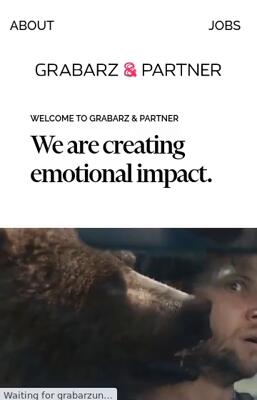 ABOUT JOBS
GRABARZ & PARTNER
WELCOME TO GRABARZ & PARTNER
We are creating
emotional impact.
Waiting for grabarzun...